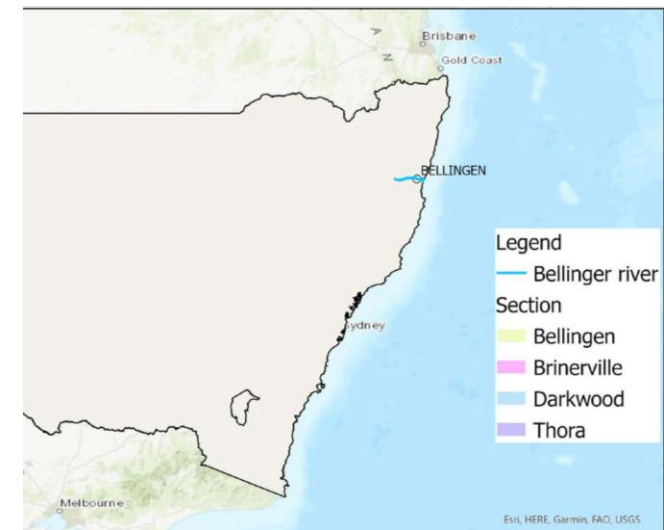 Brisbane
A
N
Gold Coast
BELLINGEN
Legend
Bellinger river
Section
Bellingen
Brinerville
Darkwood
Thora
Sydney
Melbourne
Esri, HERE, Garmin, FAO, USGS